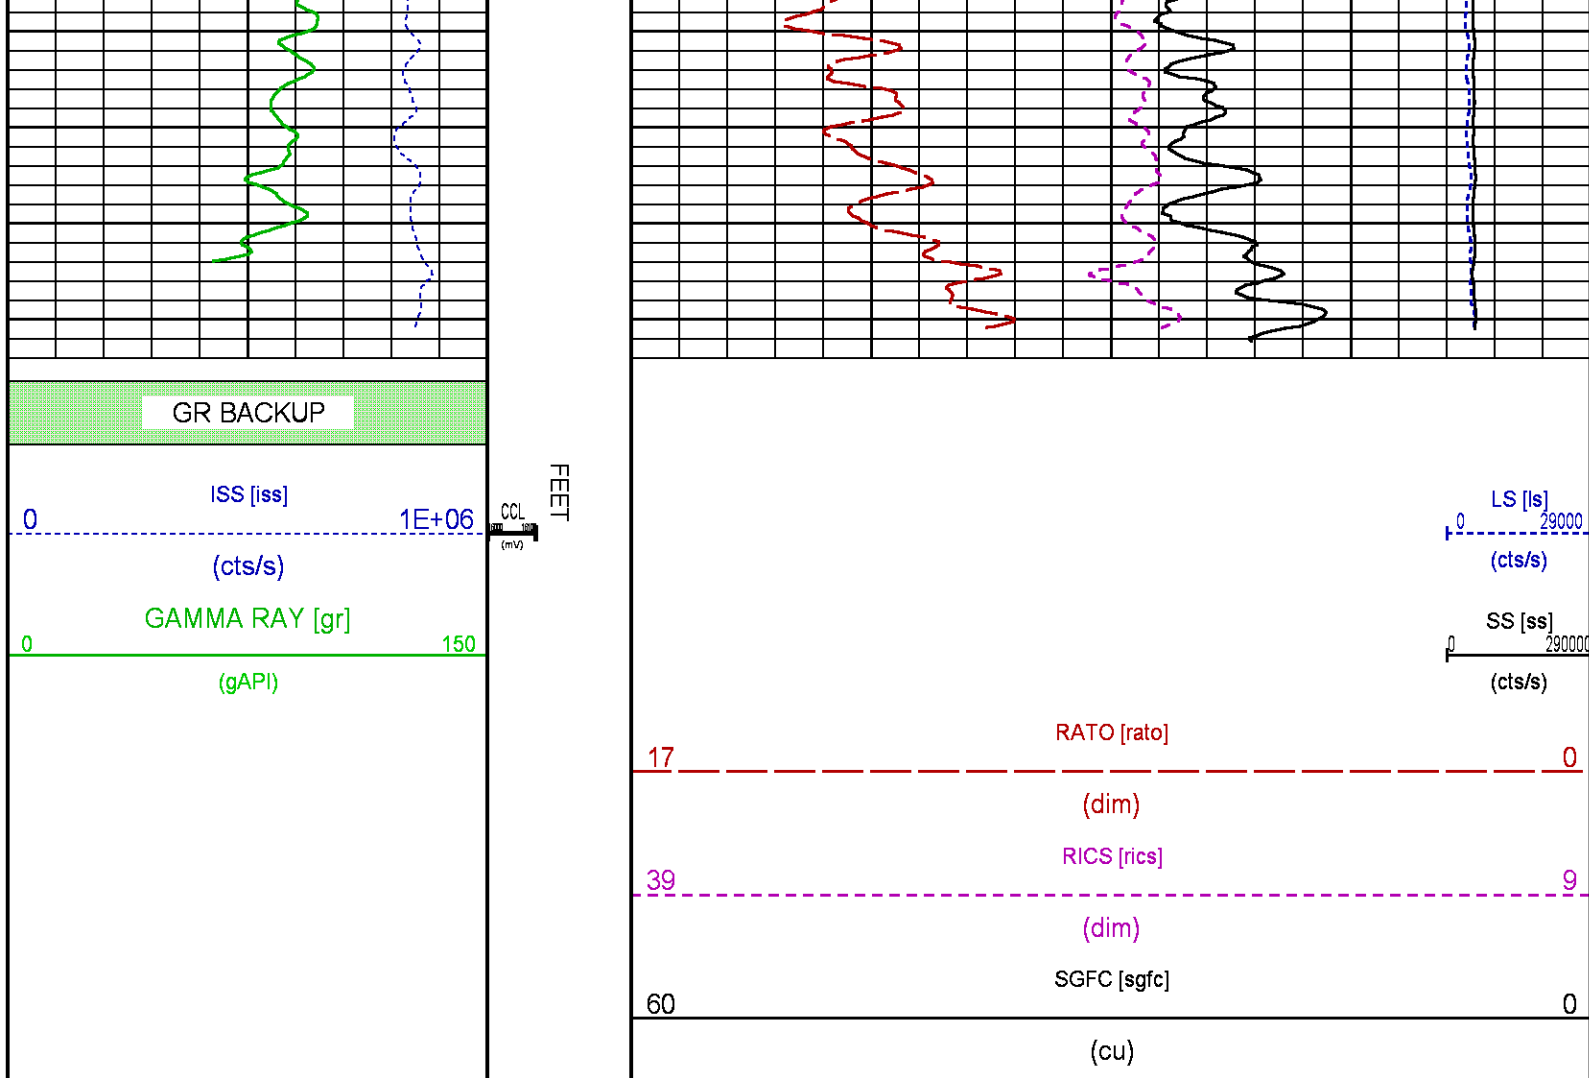 GR BACKUP
FEET
ISS [iss]
0 1E+06
(cts/s)
CCL
(mV)
LS [ls]
0 29000
(cts/s)
GAMMA RAY [gr]
0 150
(gAPI)
SS [ss]
0 290000
(cts/s)
RATO [rato]
17 0
(dim)
RICS [rics]
39 9
(dim)
SGFC [sgfc]
60 0
(cu)